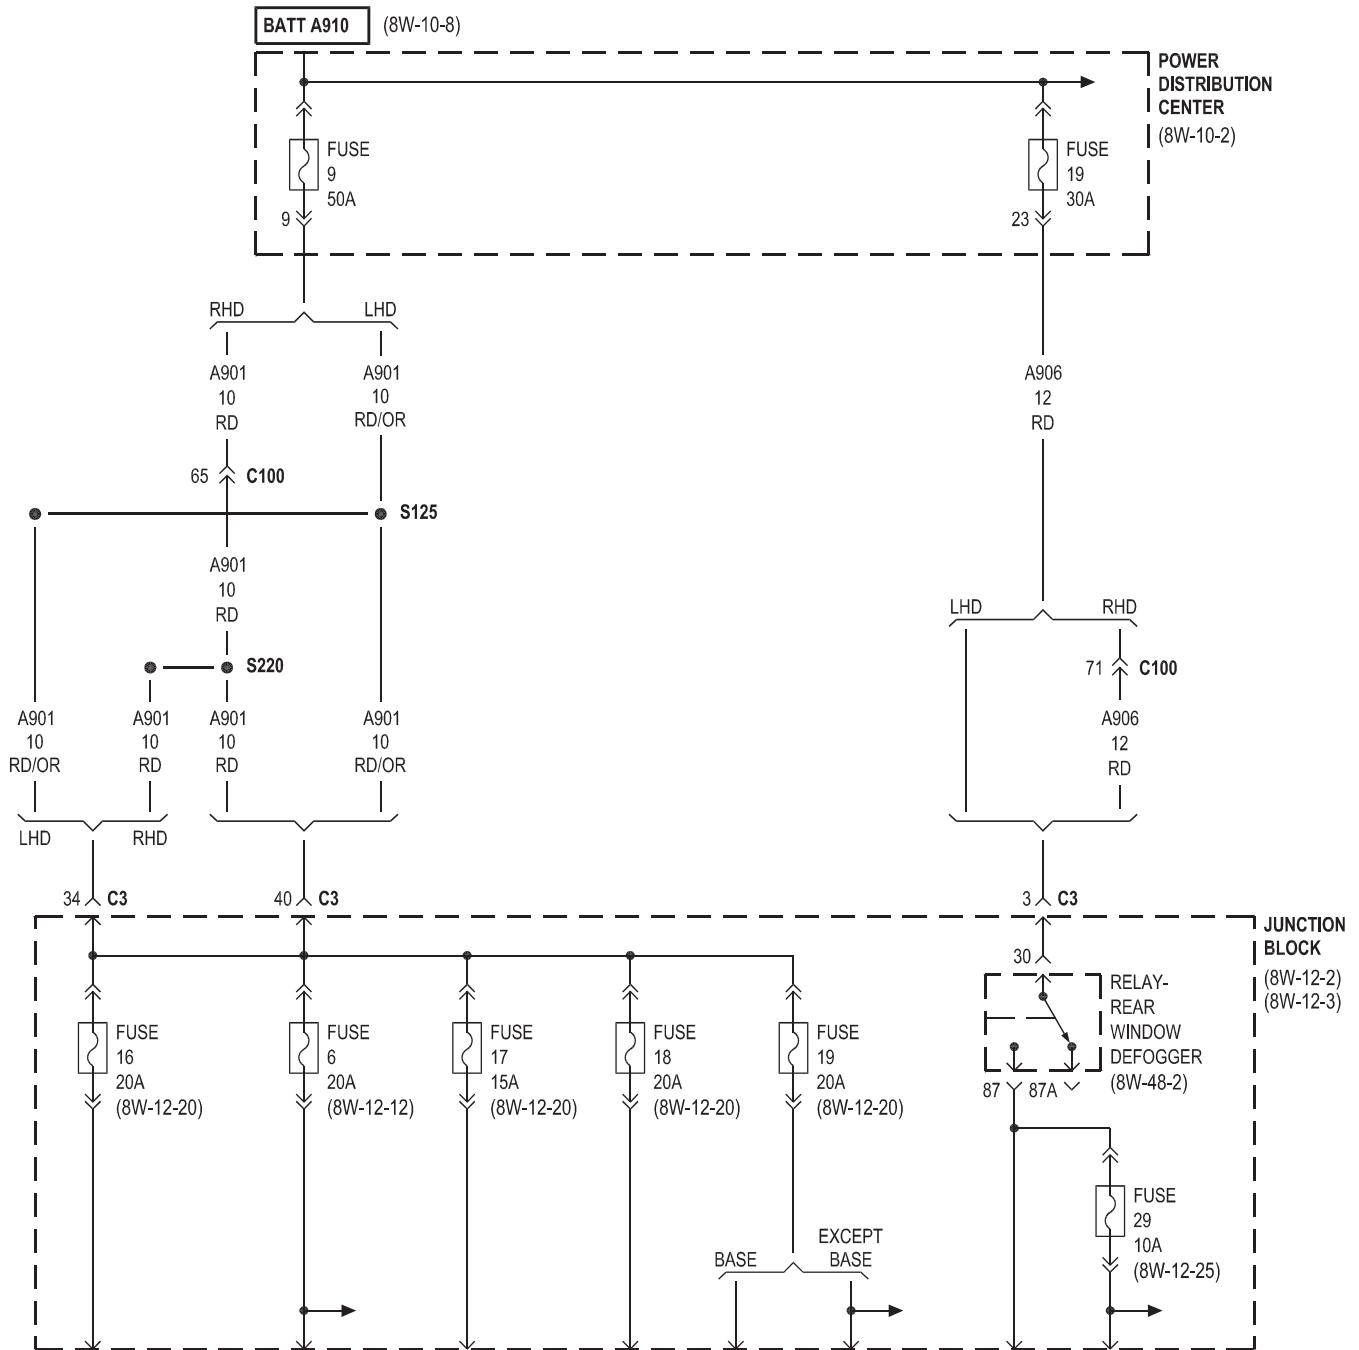 BATT A910 (8W-10-8)
POWER
DISTRIBUTION
CENTER
(8W-10-2)
FUSE
9
50A
9
FUSE
19
30A
23
RHD LHD
A901
10
RD
A901
10
RD/OR
A906
12
RD
65 C100
S125
A901
10
RD
LHD RHD
S220
71 C100
A901
10
RD/OR
A901
10
RD
A901
10
RD
A901
10
RD/OR
A906
12
RD
LHD RHD
34 C3
40 C3
3 C3
JUNCTION
BLOCK
(8W-12-2)
(8W-12-3)
30
RELAY-
REAR
WINDOW
DEFOGGER
(8W-48-2)
87 87A
FUSE
16
20A
(8W-12-20)
FUSE
6
20A
(8W-12-12)
FUSE
17
15A
(8W-12-20)
FUSE
18
20A
(8W-12-20)
FUSE
19
20A
(8W-12-20)
FUSE
29
10A
(8W-12-25)
BASE
EXCEPT
BASE